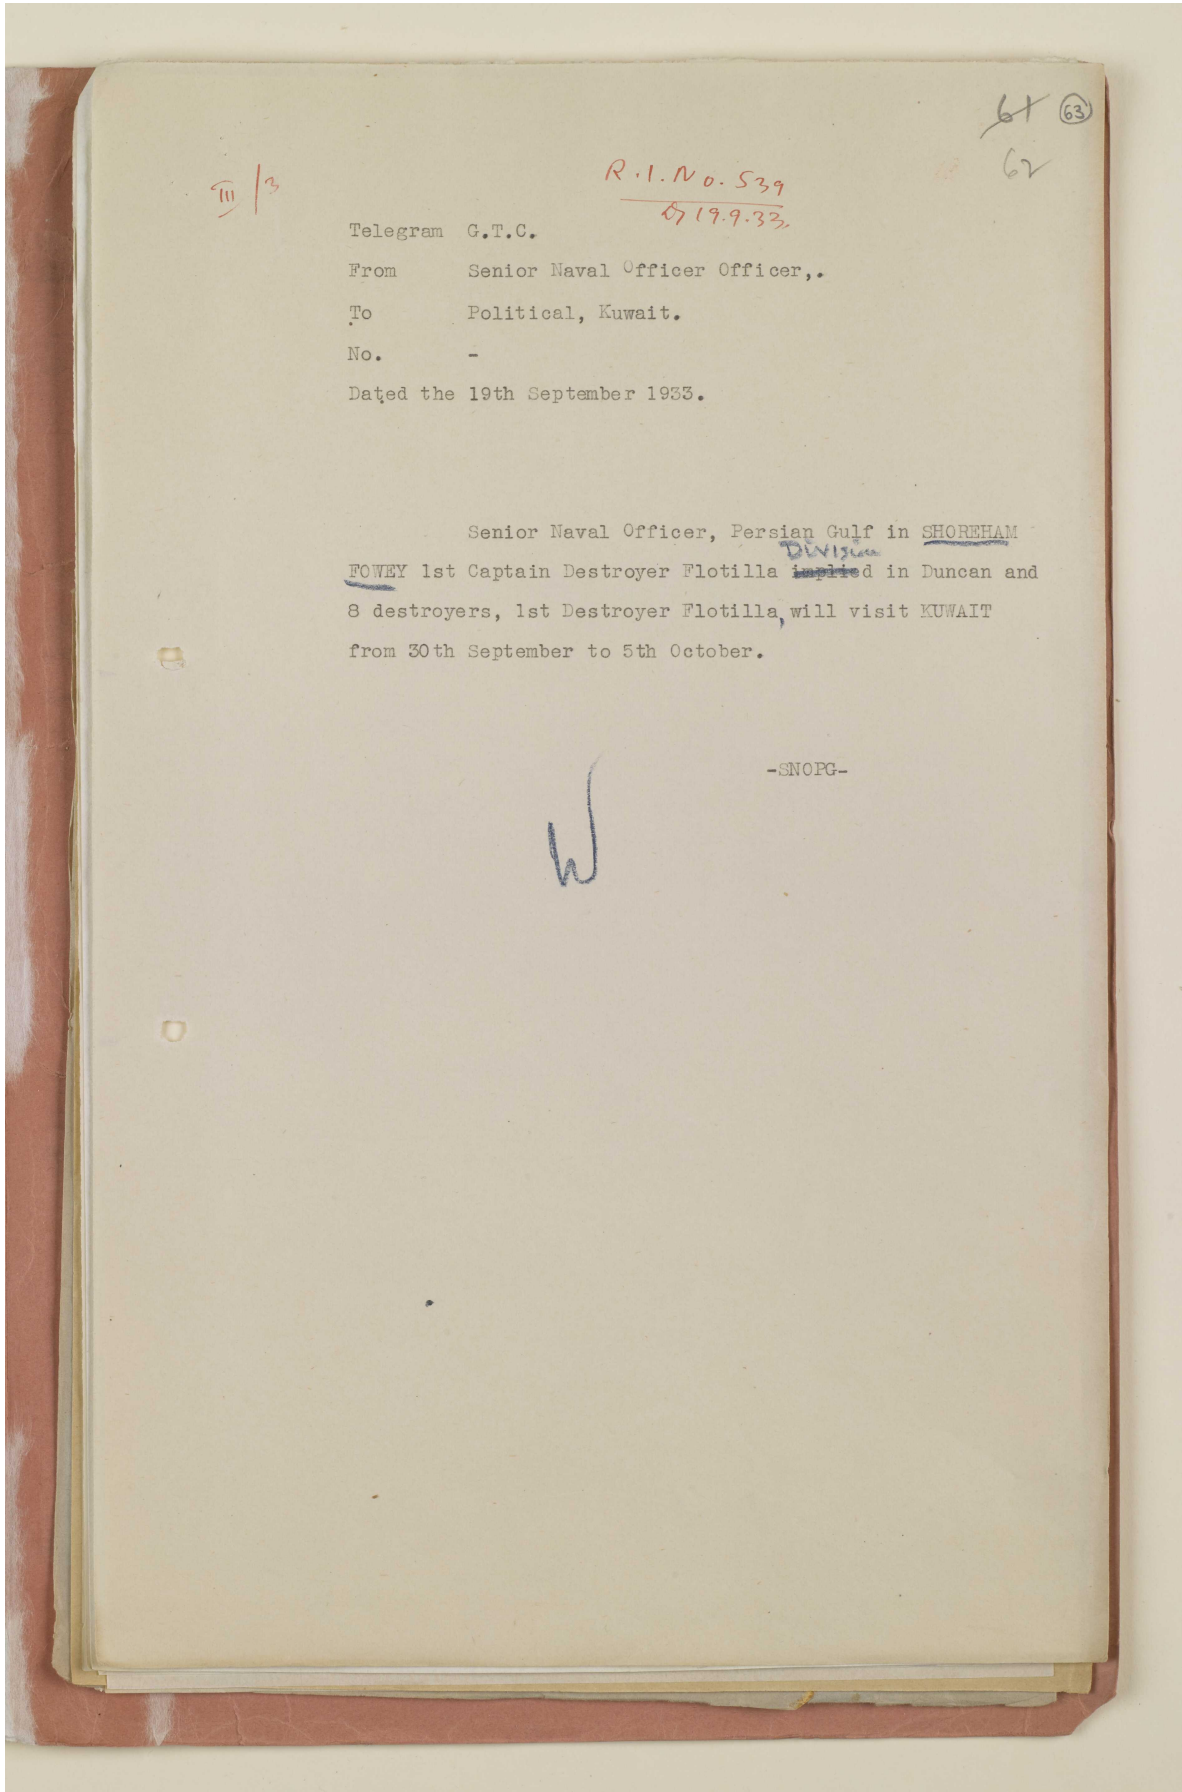 61 63
62
III/3
R.I. No. 539
D/ 19.9.33.
Telegram G.T.C.
From Senior Naval Officer Officer,.
To Political, Kuwait.
No. -
Dated the 19th September 1933.
Senior Naval Officer, Persian Gulf in SHOREHAM
Division
FOWEY 1st Captain Destroyer Flotilla implied in Duncan and
8 destroyers, 1st Destroyer Flotilla, will visit KUWAIT
from 30th September to 5th October.
-SNOPG-
W